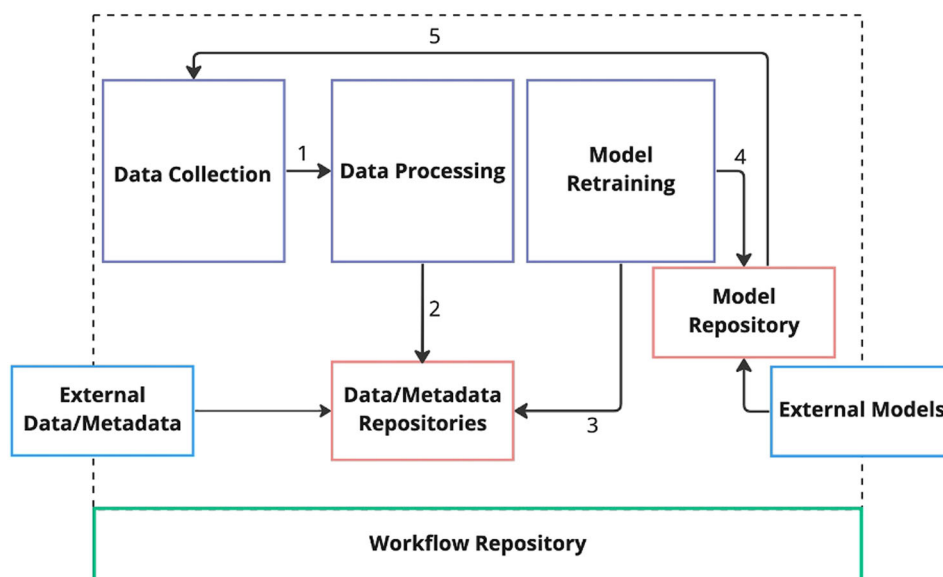 5
Data Collection
1
Data Processing
Model
Retraining
4
2
Model
Repository
External
Data/Metadata
Data/Metadata
Repositories
3
External Models
Workflow Repository